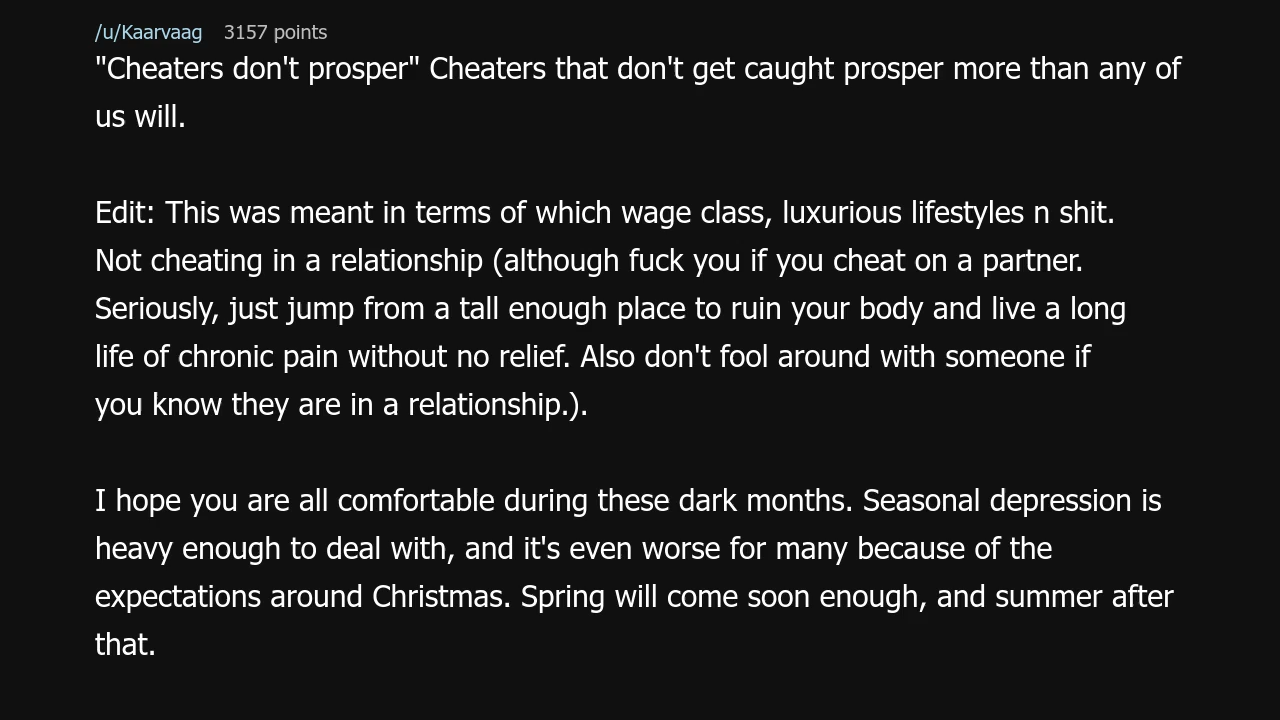 /u/Kaarvaag 3157 points
"Cheaters don't prosper" Cheaters that don't get caught prosper more than any of
us will.
Edit: This was meant in terms of which wage class, luxurious lifestyles n shit.
Not cheating in a relationship (although fuck you if you cheat on a partner.
Seriously, just jump from a tall enough place to ruin your body and live a long
life of chronic pain without no relief. Also don't fool around with someone if
you know they are in a relationship.).
I hope you are all comfortable during these dark months. Seasonal depression is
heavy enough to deal with, and it's even worse for many because of the
expectations around Christmas. Spring will come soon enough, and summer after
that.